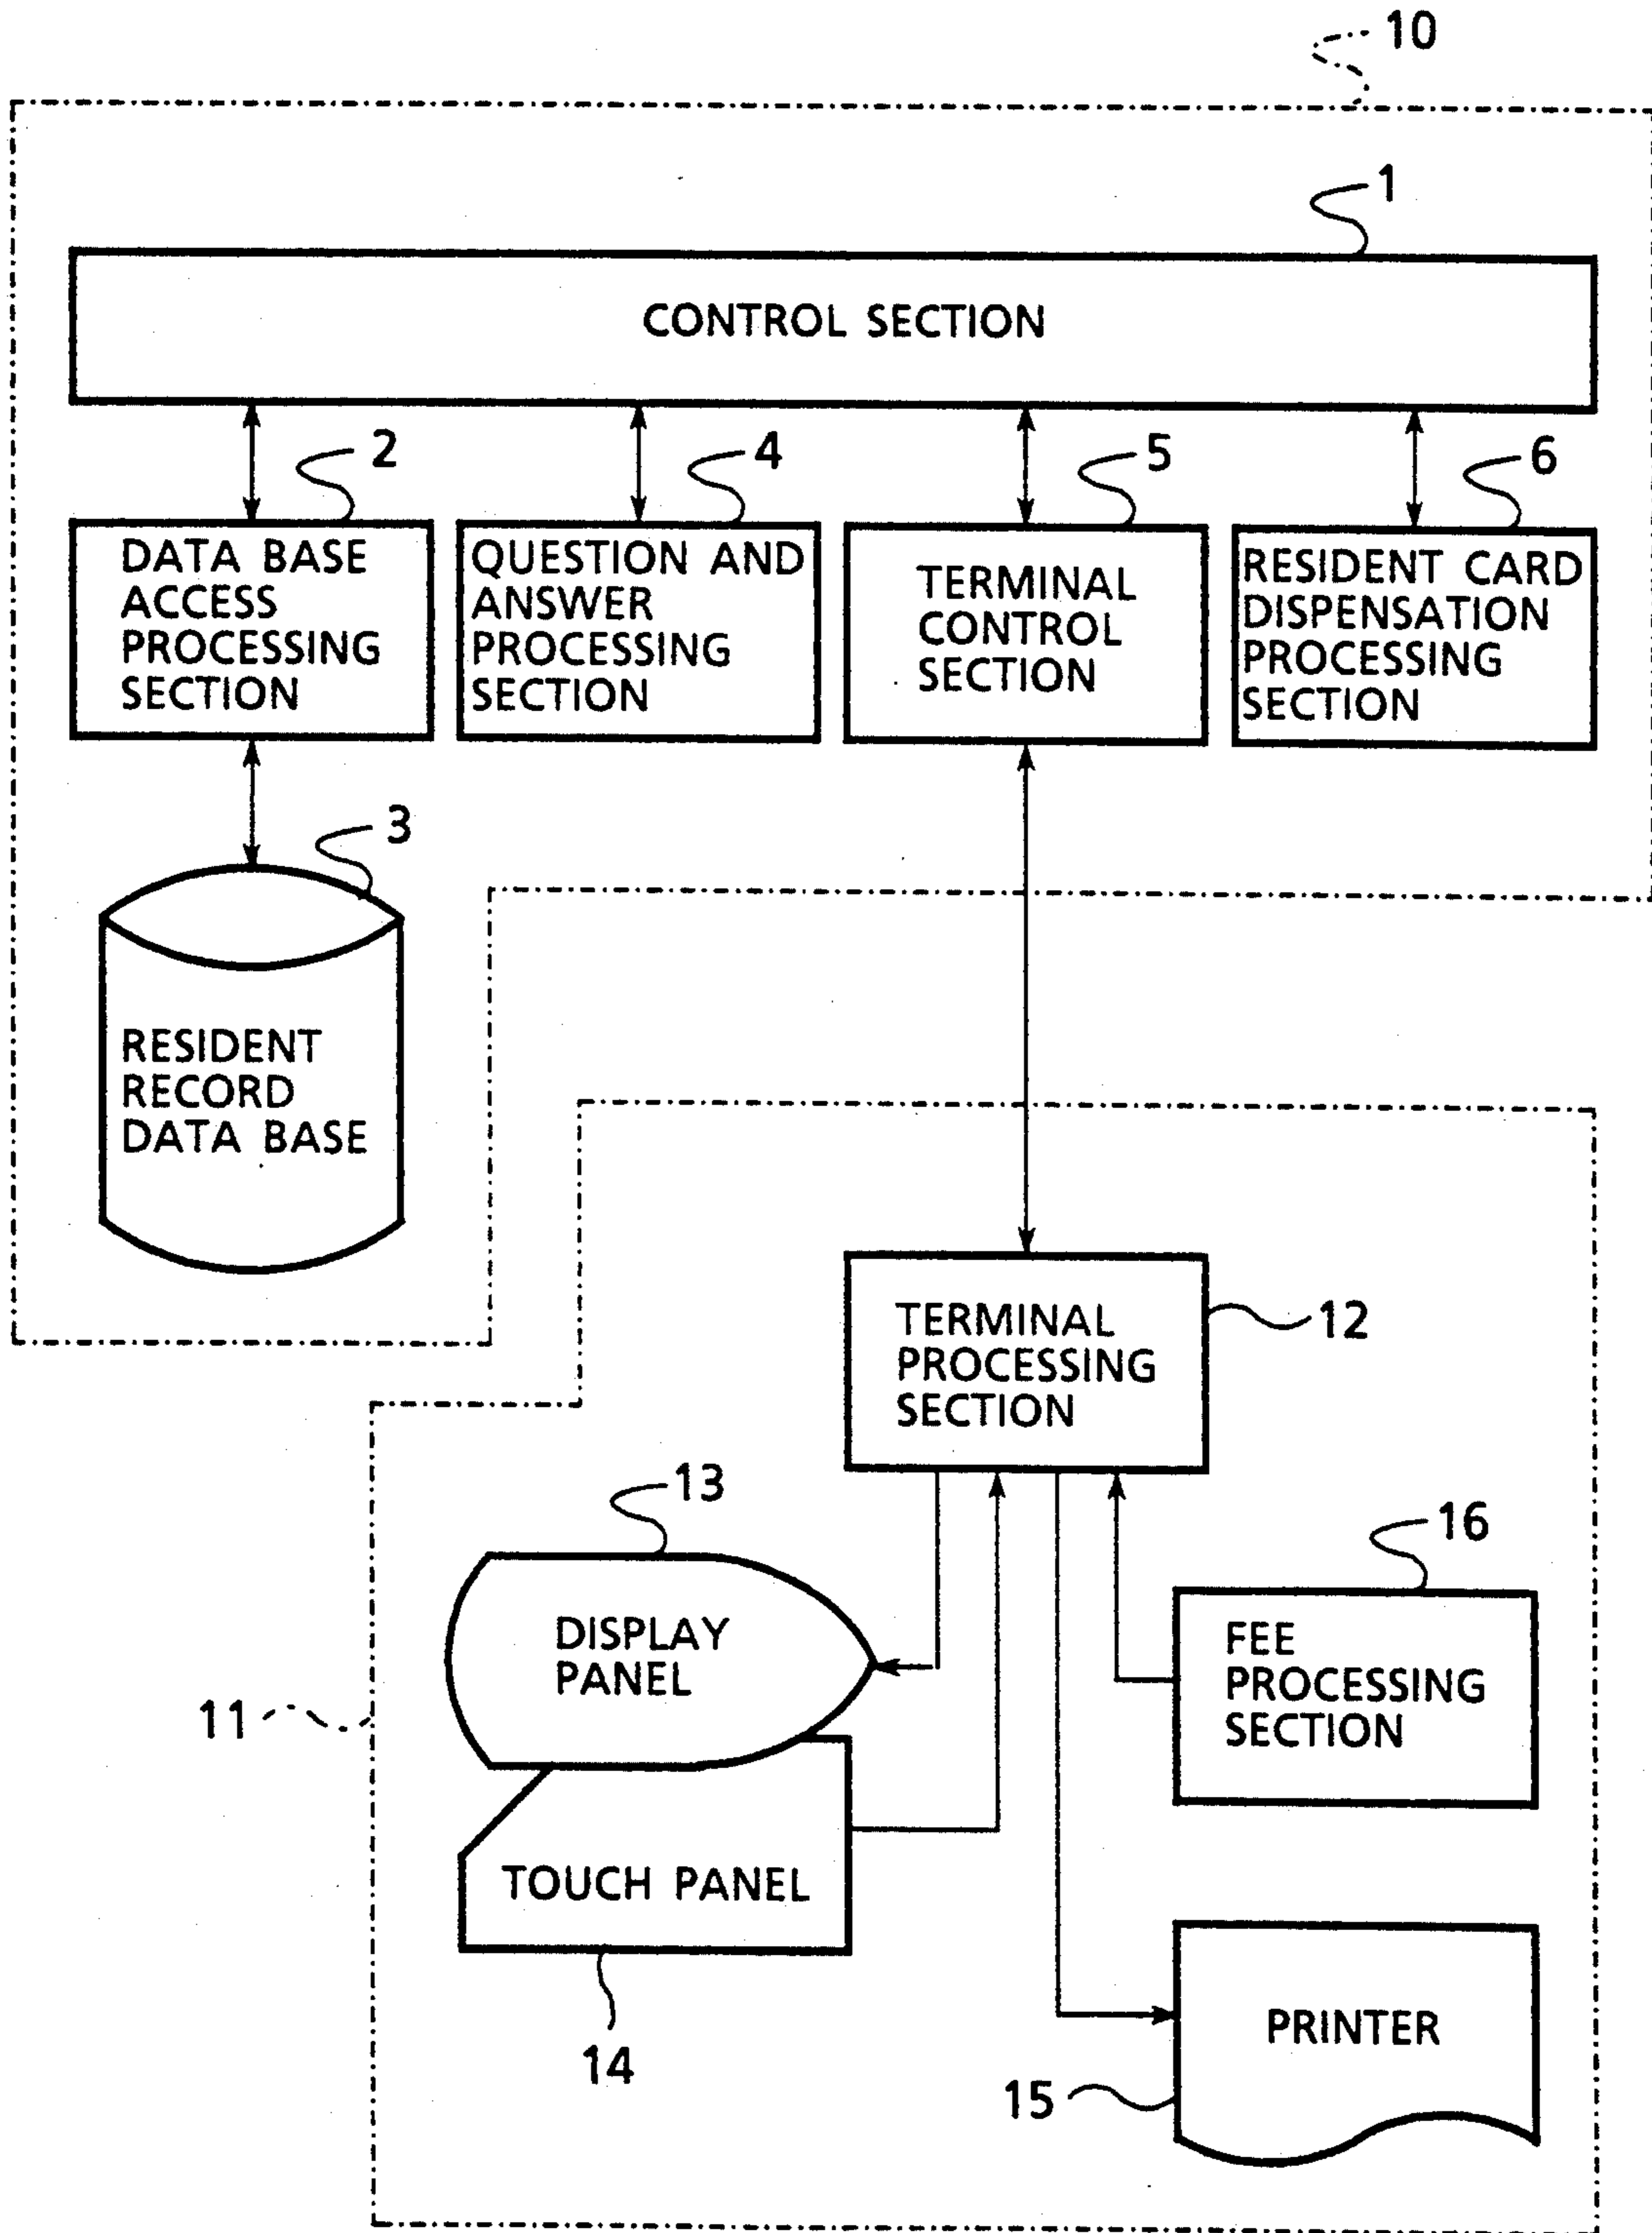 10
1
CONTROL SECTION
2
4
5
6
DATA BASE
ACCESS
PROCESSING
SECTION
QUESTION AND
ANSWER
PROCESSING
SECTION
TERMINAL
CONTROL
SECTION
RESIDENT CARD
DISPENSATION
PROCESSING
SECTION
3
RESIDENT
RECORD
DATA BASE
TERMINAL
PROCESSING
SECTION
12
13
16
DISPLAY
PANEL
FEE
PROCESSING
SECTION
11
TOUCH PANEL
14
PRINTER
15